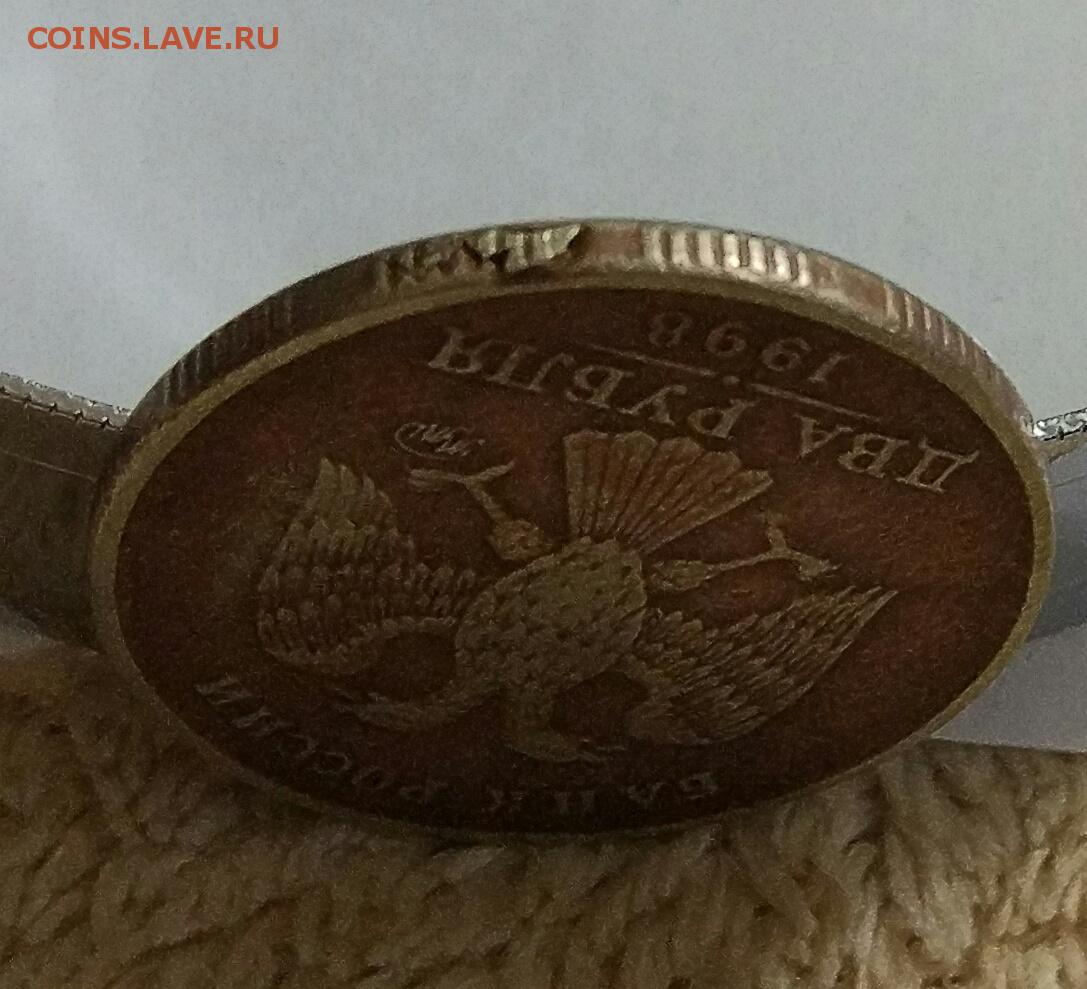 COINS.LAVE.RU
БАНК РОССИИ
ДВА РУБЛЯ
1998